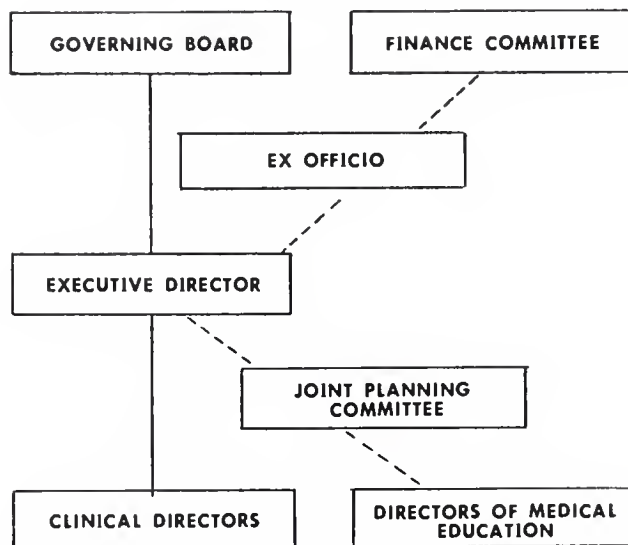 GOVERNING BOARD
FINANCE COMMITTEE
EX OFFICIO
EXECUTIVE DIRECTOR
JOINT PLANNING
COMMITTEE
CLINICAL DIRECTORS
DIRECTORS OF MEDICAL
EDUCATION